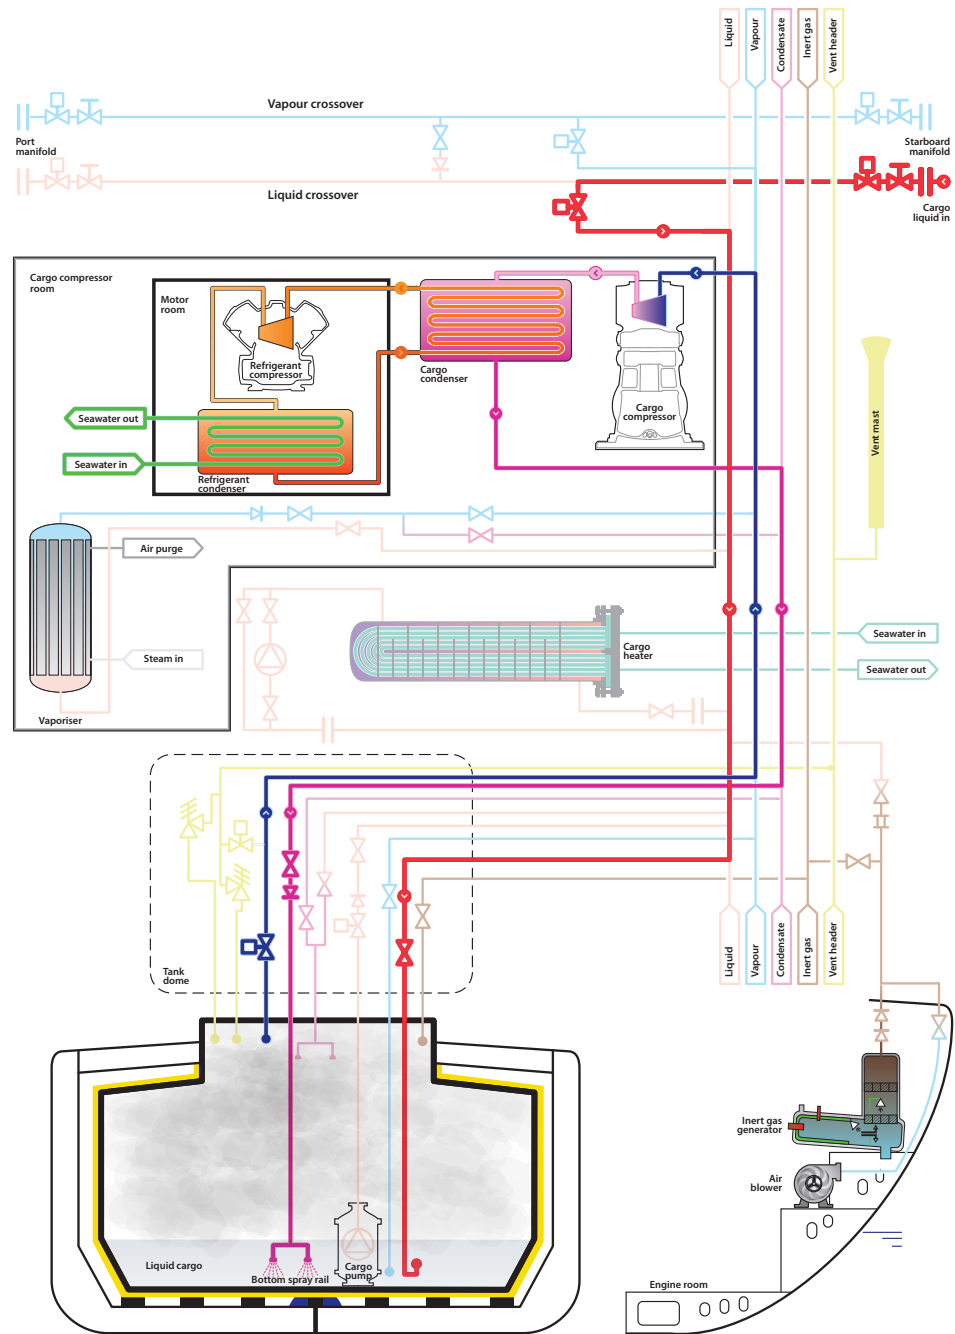 Liquid
Vapour
Condensate
Inert gas
Vent header
Vapour crossover
Port
manifold
Starboard
manifold
Liquid crossover
Cargo
liquid in
Cargo compressor
room
Motor
room
Refrigerant
compressor
Cargo
condenser
Cargo
compressor
Seawater out
Seawater in
Refrigerant
condenser
Vent mast
Air purge
Steam in
Vaporiser
Cargo
heater
Seawater in
Seawater out
Tank
dome
Liquid
Vapour
Condensate
Inert gas
Vent header
Inert gas
generator
Air
blower
Liquid cargo
Bottom spray rail
Cargo
pump
Engine room